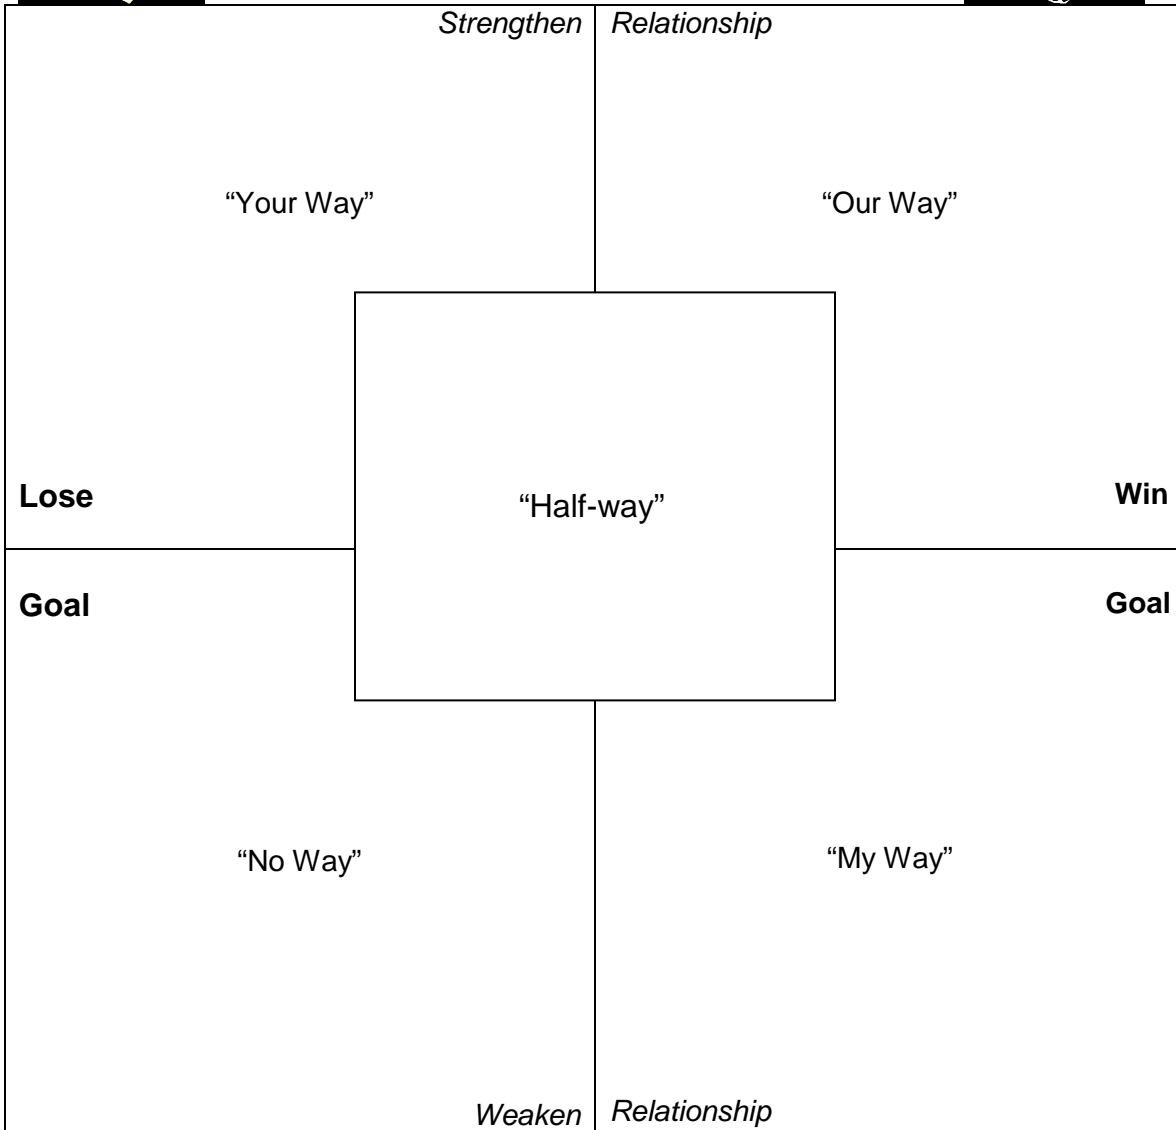 Strengthen Relationship
“Your Way” “Our Way”
Lose “Half-way” Win
Goal Goal
“No Way” “My Way”
Weaken Relationship